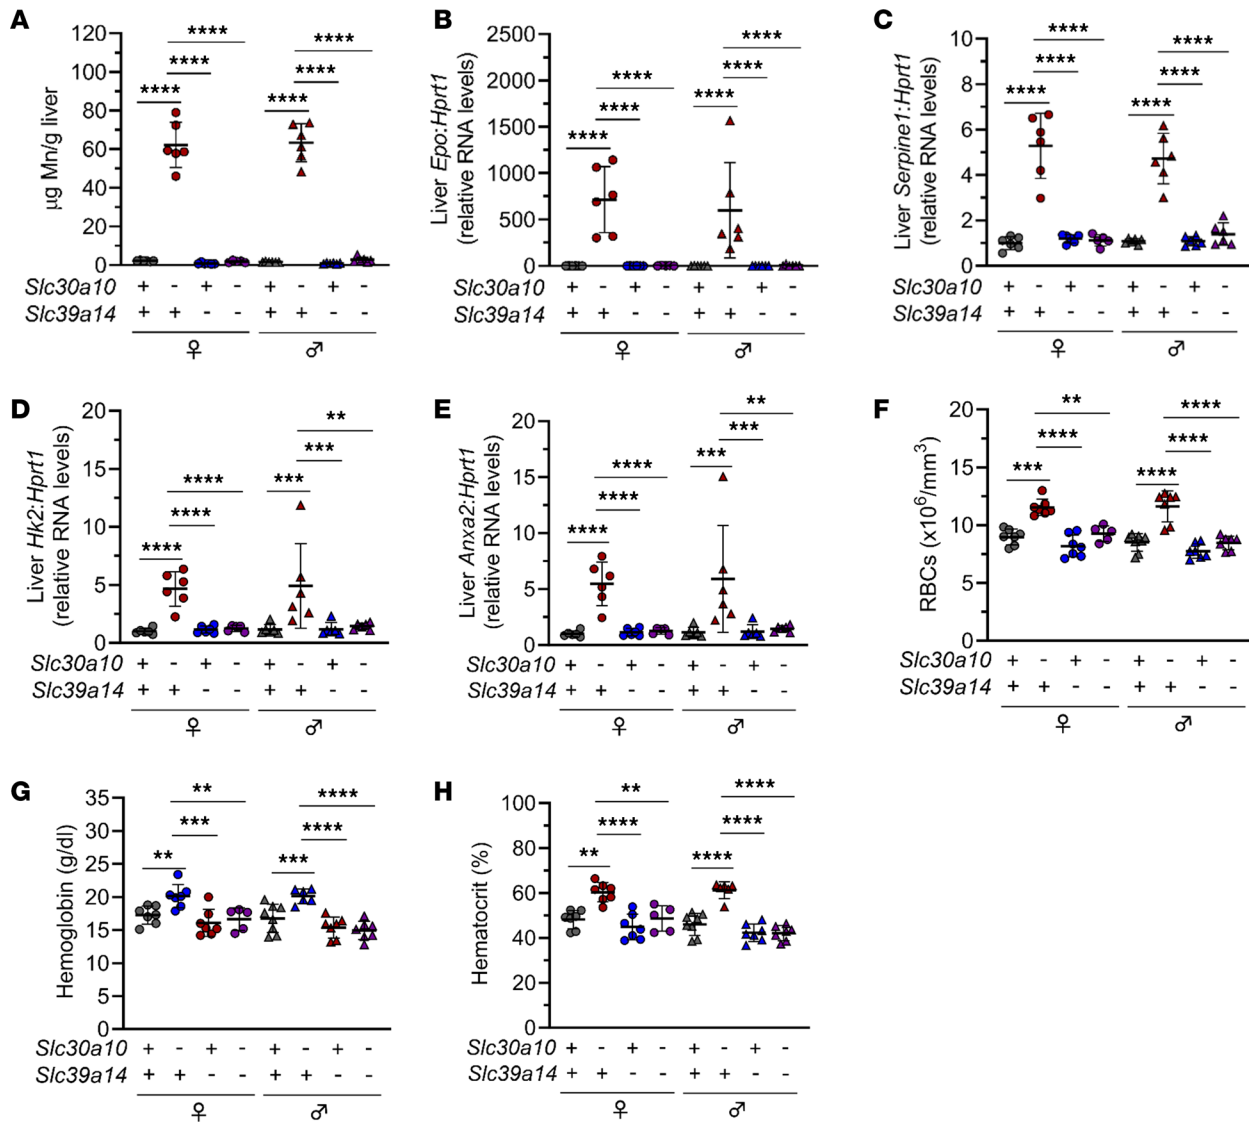 A
µg Mn/g liver
120
100
80
60
40
20
0
**** **** **** **** **** ****
Slc30a10 + - + - + - + -
Slc39a14 + + - - + + - -
♀ ♂
B
Liver Epo:Hprt1
(relative RNA levels)
2500
2000
1500
1000
500
0
**** **** **** **** **** ****
Slc30a10 + - + - + - + -
Slc39a14 + + - - + + - -
♀ ♂
C
Liver Serpine1:Hprt1
(relative RNA levels)
10
8
6
4
2
0
**** **** **** **** **** ****
Slc30a10 + - + - + - + -
Slc39a14 + + - - + + - -
♀ ♂
D
Liver Hk2:Hprt1
(relative RNA levels)
20
15
10
5
0
**** **** **** *** *** **
Slc30a10 + - + - + - + -
Slc39a14 + + - - + + - -
♀ ♂
E
Liver Anxa2:Hprt1
(relative RNA levels)
20
15
10
5
0
**** **** **** *** *** **
Slc30a10 + - + - + - + -
Slc39a14 + + - - + + - -
♀ ♂
F
RBCs (x10⁶/mm³)
20
15
10
5
0
*** **** ** **** **** ****
Slc30a10 + - + - + - + -
Slc39a14 + + - - + + - -
♀ ♂
G
Hemoglobin (g/dl)
35
30
25
20
15
10
5
0
** *** ** *** **** ****
Slc30a10 + - + - + - + -
Slc39a14 + + - - + + - -
♀ ♂
H
Hematocrit (%)
100
80
60
40
20
0
** **** ** **** **** ****
Slc30a10 + - + - + - + -
Slc39a14 + + - - + + - -
♀ ♂